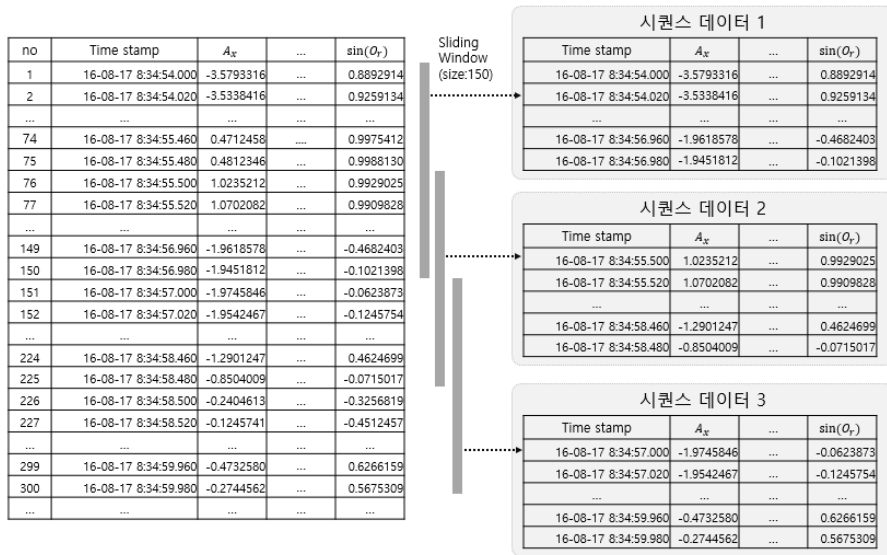 no Time stamp Aₓ ... sin(Oᵣ)
1 16-08-17 8:34:54.000 -3.5793316 ... 0.8892914
2 16-08-17 8:34:54.020 -3.5338416 ... 0.9259134
... ... ... ... ...
74 16-08-17 8:34:55.460 0.4712458 .... 0.9975412
75 16-08-17 8:34:55.480 0.4812346 ... 0.9988130
76 16-08-17 8:34:55.500 1.0235212 ... 0.9929025
77 16-08-17 8:34:55.520 1.0702082 ... 0.9909828
... ... ... ... ...
149 16-08-17 8:34:56.960 -1.9618578 ... -0.4682403
150 16-08-17 8:34:56.980 -1.9451812 ... -0.1021398
151 16-08-17 8:34:57.000 -1.9745846 ... -0.0623873
152 16-08-17 8:34:57.020 -1.9542467 ... -0.1245754
... ... ... ... ...
224 16-08-17 8:34:58.460 -1.2901247 ... 0.4624699
225 16-08-17 8:34:58.480 -0.8504009 ... -0.0715017
226 16-08-17 8:34:58.500 -0.2404613 ... -0.3256819
227 16-08-17 8:34:58.520 -0.1245741 ... -0.4512457
... ... ... ... ...
299 16-08-17 8:34:59.960 -0.4732580 ... 0.6266159
300 16-08-17 8:34:59.980 -0.2744562 ... 0.5675309
... ... ... ... ...
Sliding
Window
(size:150)
시퀀스 데이터 1
Time stamp Aₓ ... sin(Oᵣ)
16-08-17 8:34:54.000 -3.5793316 ... 0.8892914
16-08-17 8:34:54.020 -3.5338416 ... 0.9259134
... ... ... ...
16-08-17 8:34:56.960 -1.9618578 ... -0.4682403
16-08-17 8:34:56.980 -1.9451812 ... -0.1021398
시퀀스 데이터 2
Time stamp Aₓ ... sin(Oᵣ)
16-08-17 8:34:55.500 1.0235212 ... 0.9929025
16-08-17 8:34:55.520 1.0702082 ... 0.9909828
... ... ... ...
16-08-17 8:34:58.460 -1.2901247 ... 0.4624699
16-08-17 8:34:58.480 -0.8504009 ... -0.0715017
시퀀스 데이터 3
Time stamp Aₓ ... sin(Oᵣ)
16-08-17 8:34:57.000 -1.9745846 ... -0.0623873
16-08-17 8:34:57.020 -1.9542467 ... -0.1245754
... ... ... ...
16-08-17 8:34:59.960 -0.4732580 ... 0.6266159
16-08-17 8:34:59.980 -0.2744562 ... 0.5675309